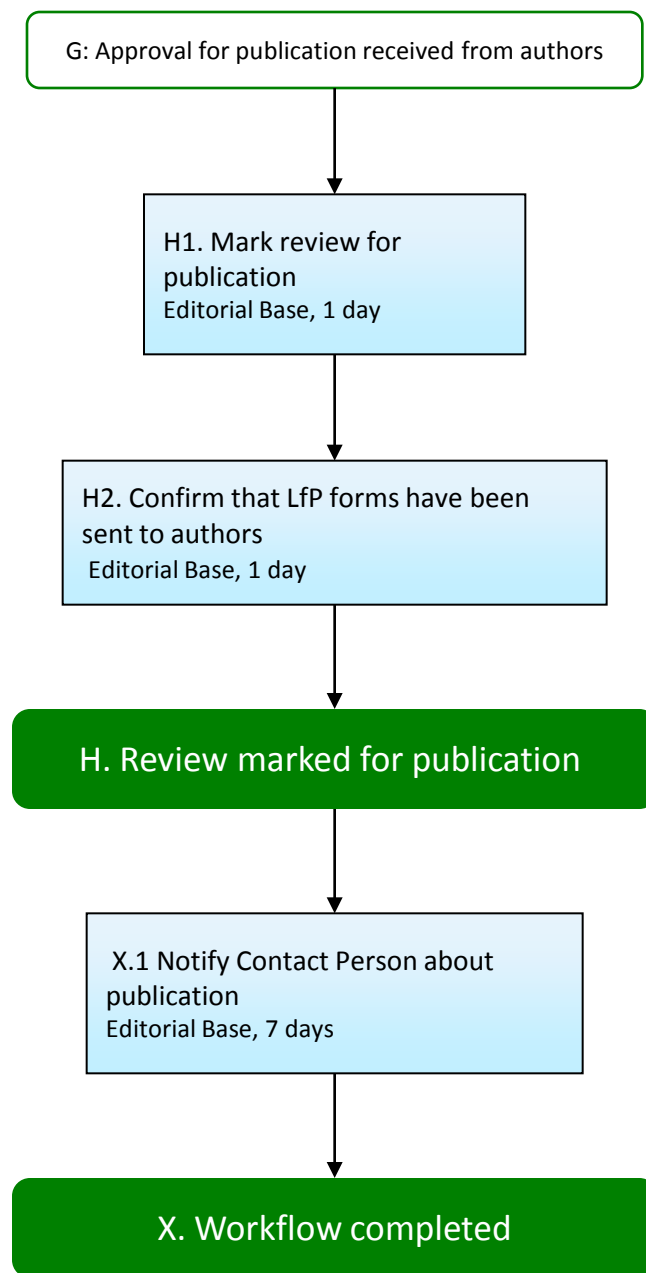 G: Approval for publication received from authors
H1. Mark review for
publication
Editorial Base, 1 day
H2. Confirm that LfP forms have been
sent to authors
Editorial Base, 1 day
H. Review marked for publication
X.1 Notify Contact Person about
publication
Editorial Base, 7 days
X. Workflow completed